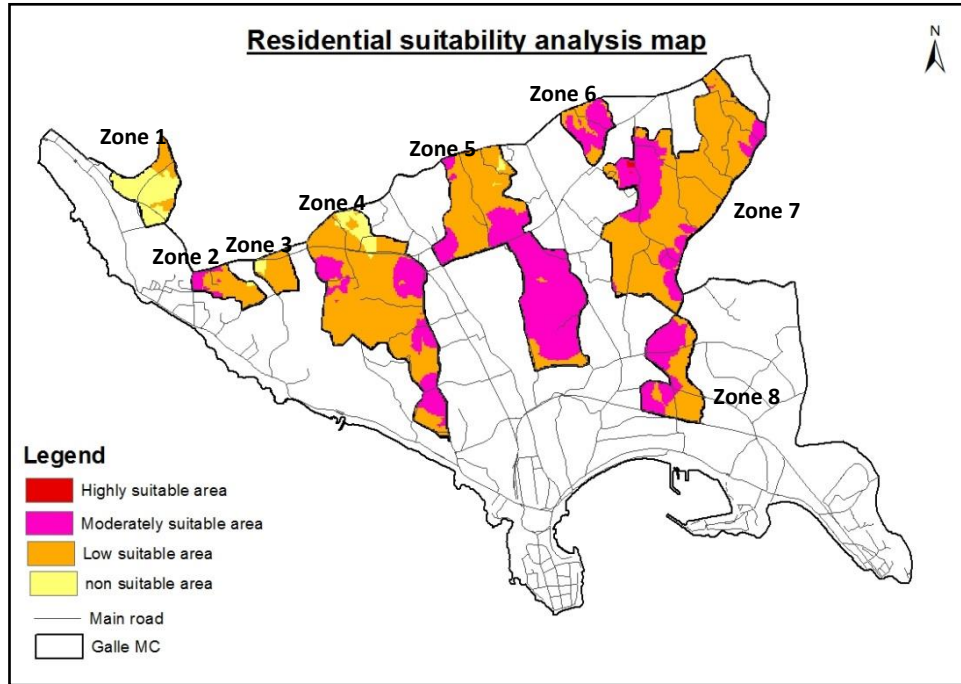 Residential suitability analysis map
N
Zone 1
Zone 2
Zone 3
Zone 4
Zone 5
Zone 6
Zone 7
Zone 8
Legend
Highly suitable area
Moderately suitable area
Low suitable area
non suitable area
Main road
Galle MC